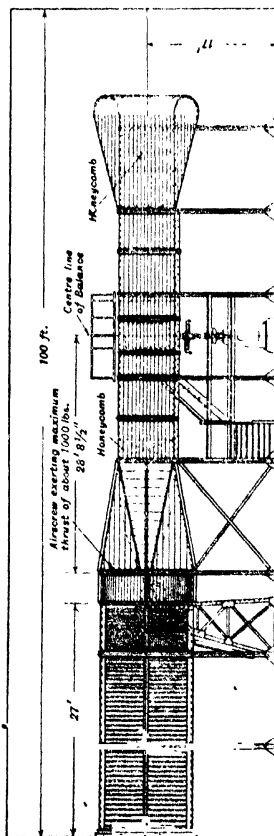 17'
Honeycomb
Centre line
of Balance
100 ft.
Honeycomb
Airscrew exerting maximum
thrust of about 1000 lbs.
28' 8½"
27'